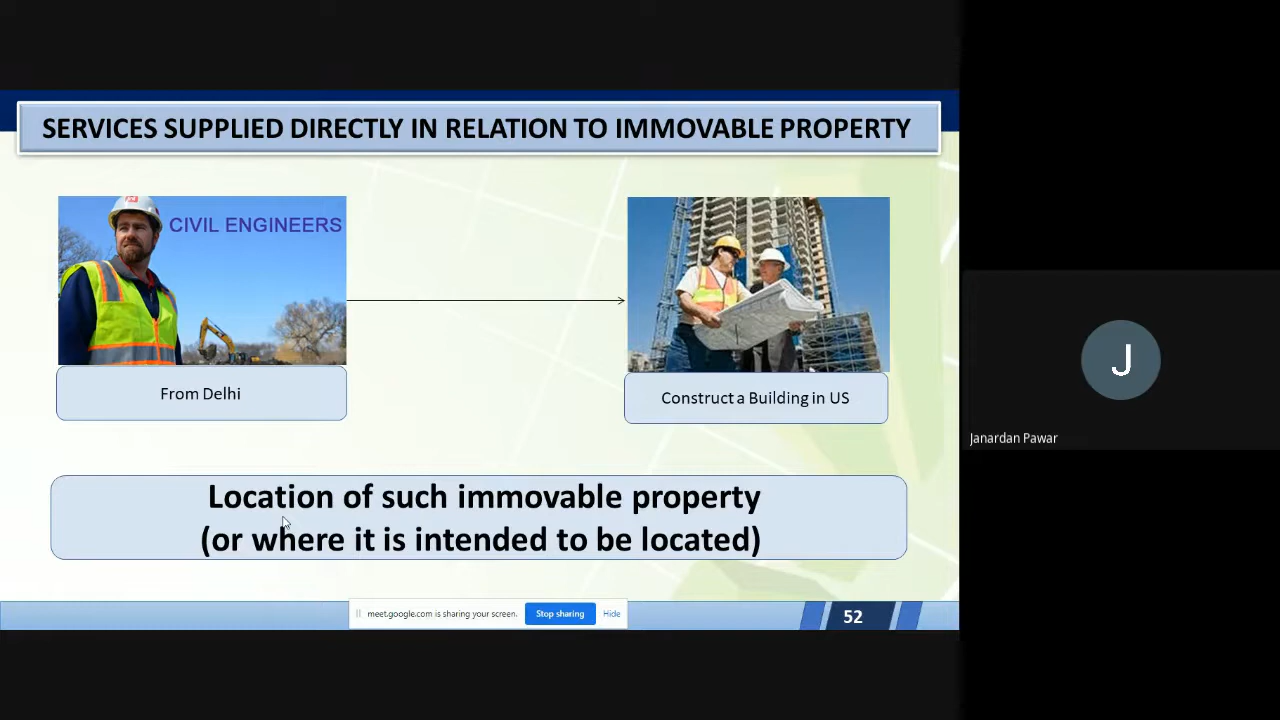 SERVICES SUPPLIED DIRECTLY IN RELATION TO IMMOVABLE PROPERTY
CIVIL ENGINEERS
From Delhi
Construct a Building in US
Location of such immovable property
(or where it is intended to be located)
meet.google.com is sharing your screen.
Stop sharing
Hide
52
J
Janardan Pawar